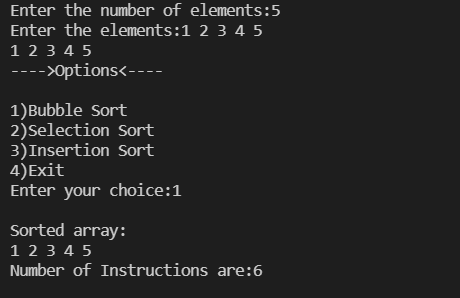 Enter the number of elements:5
Enter the elements:1 2 3 4 5
1 2 3 4 5
---->Options<----
1)Bubble Sort
2)Selection Sort
3)Insertion Sort
4)Exit
Enter your choice:1
Sorted array:
1 2 3 4 5
Number of Instructions are:6